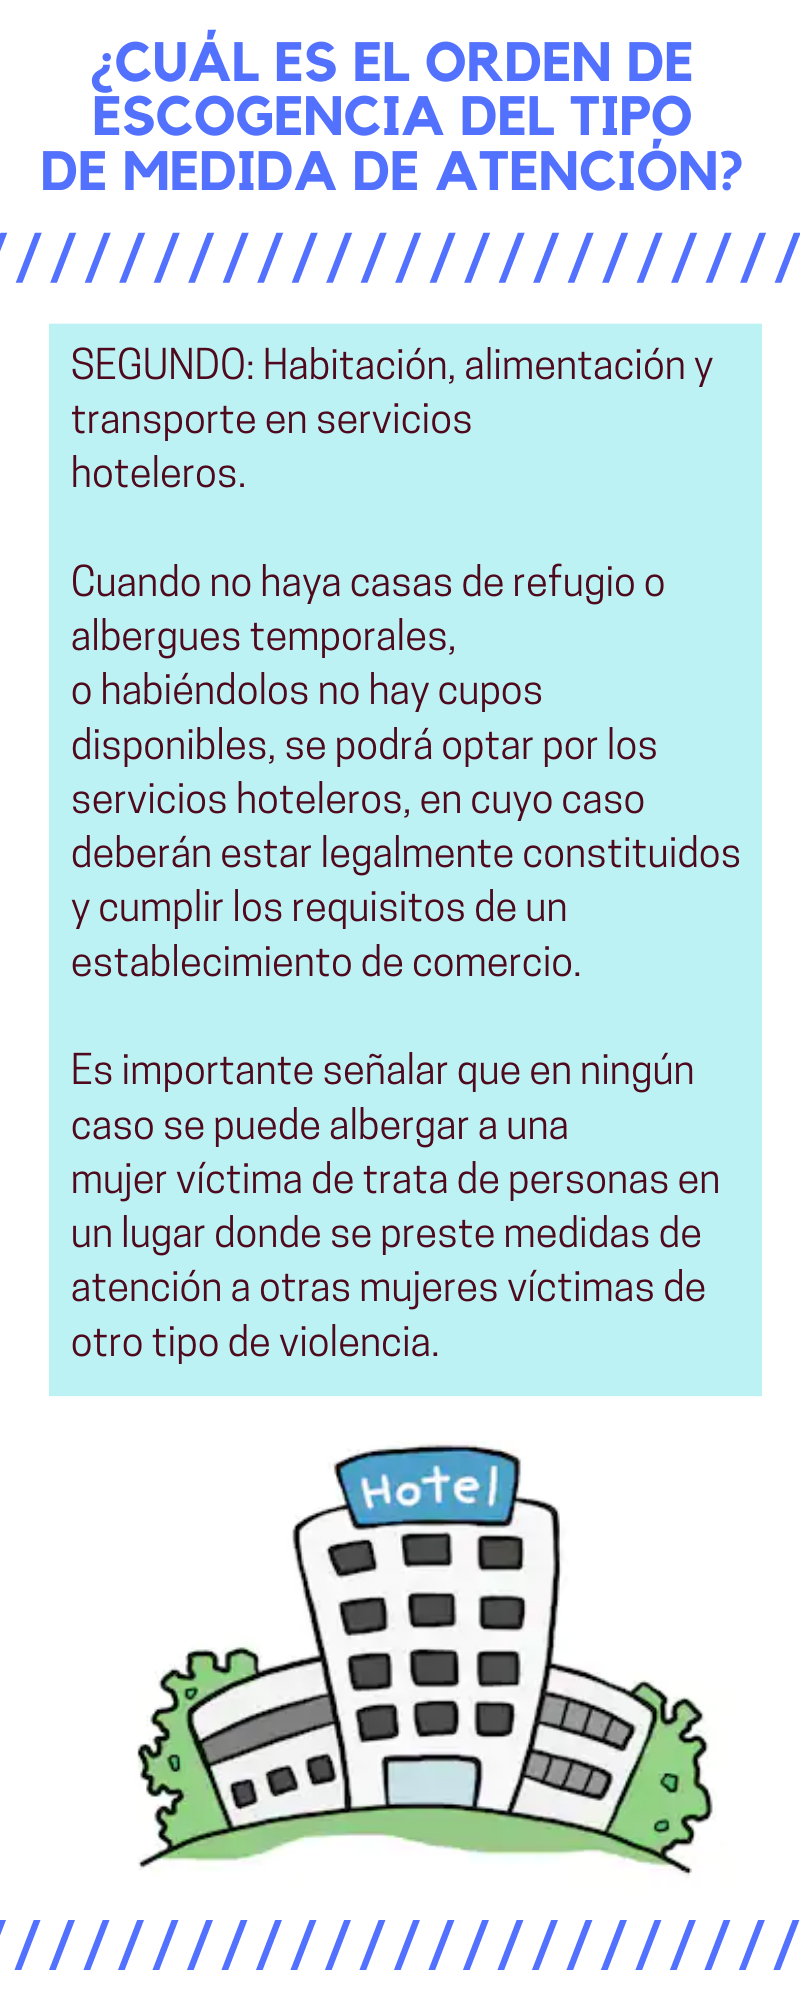 ¿CUÁL ES EL ORDEN DE
ESCOGENCIA DEL TIPO
DE MEDIDA DE ATENCIÓN?
SEGUNDO: Habitación, alimentación y
transporte en servicios
hoteleros.
Cuando no haya casas de refugio o
albergues temporales,
o habiéndolos no hay cupos
disponibles, se podrá optar por los
servicios hoteleros, en cuyo caso
deberán estar legalmente constituidos
y cumplir los requisitos de un
establecimiento de comercio.
Es importante señalar que en ningún
caso se puede albergar a una
mujer víctima de trata de personas en
un lugar donde se preste medidas de
atención a otras mujeres víctimas de
otro tipo de violencia.
Hotel